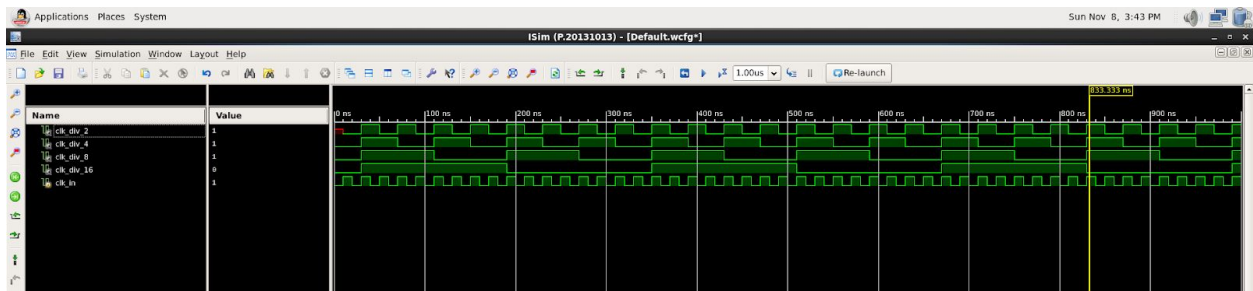 Applications Places System Sun Nov 8, 3:43 PM
ISim (P.20131013) - [Default.wcfg*]
File Edit View Simulation Window Layout Help
1.00us Re-launch
833.333 ns
Name Value
0 ns 100 ns 200 ns 300 ns 400 ns 500 ns 600 ns 700 ns 800 ns 900 ns
clk_div_2 1
clk_div_4 1
clk_div_8 1
clk_div_16 0
clk_in 1